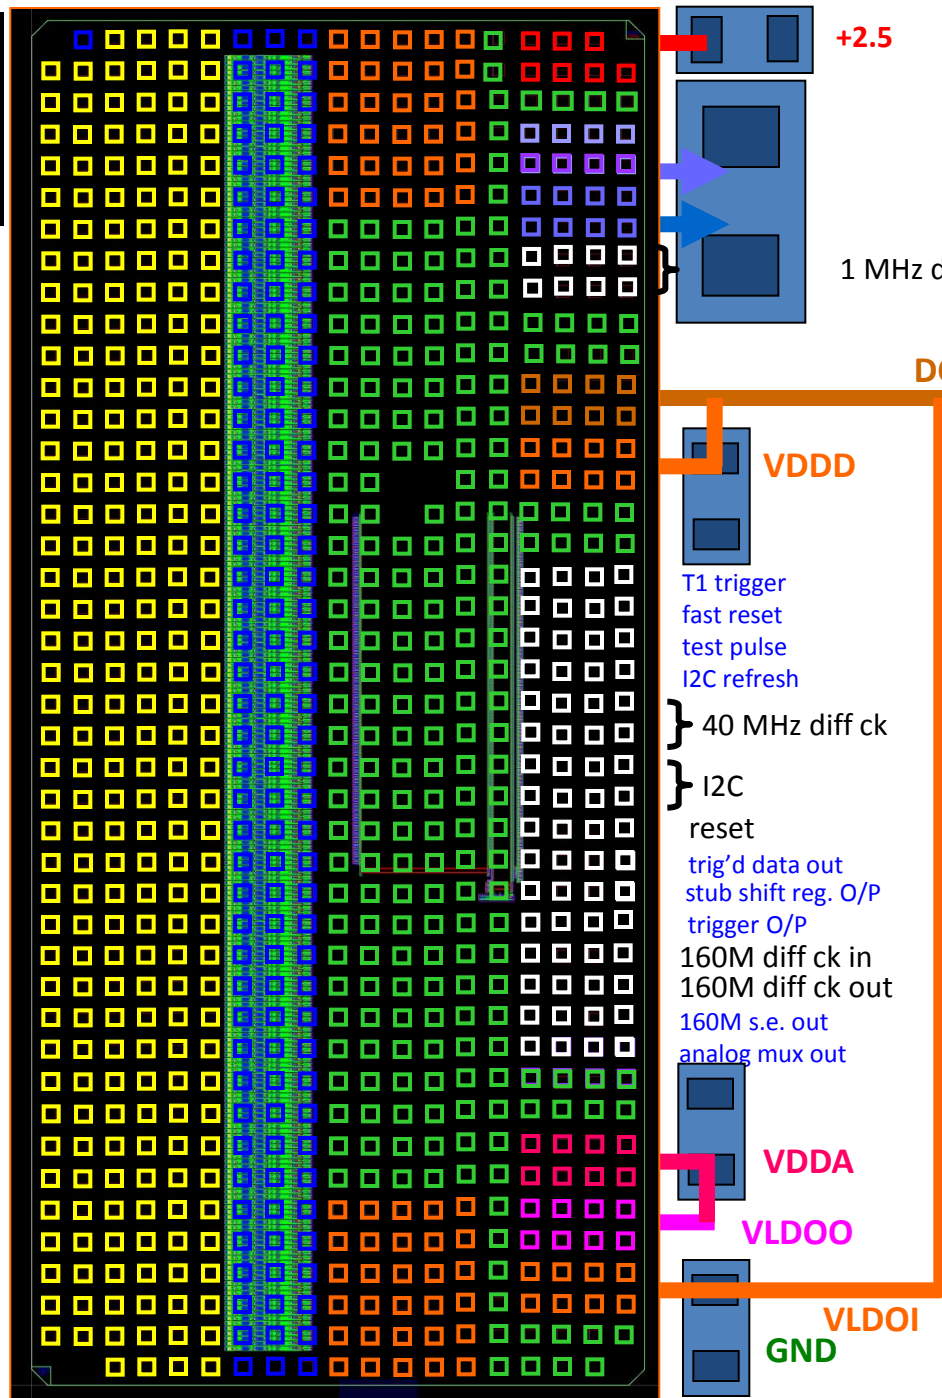 +2.5
1 MHz d
VDDD
T1 trigger
fast reset
test pulse
I2C refresh
40 MHz diff ck
I2C
reset
trig’d data out
stub shift reg. O/P
trigger O/P
160M diff ck in
160M diff ck out
160M s.e. out
analog mux out
VDDA
VLDOO
VLDOI
GND